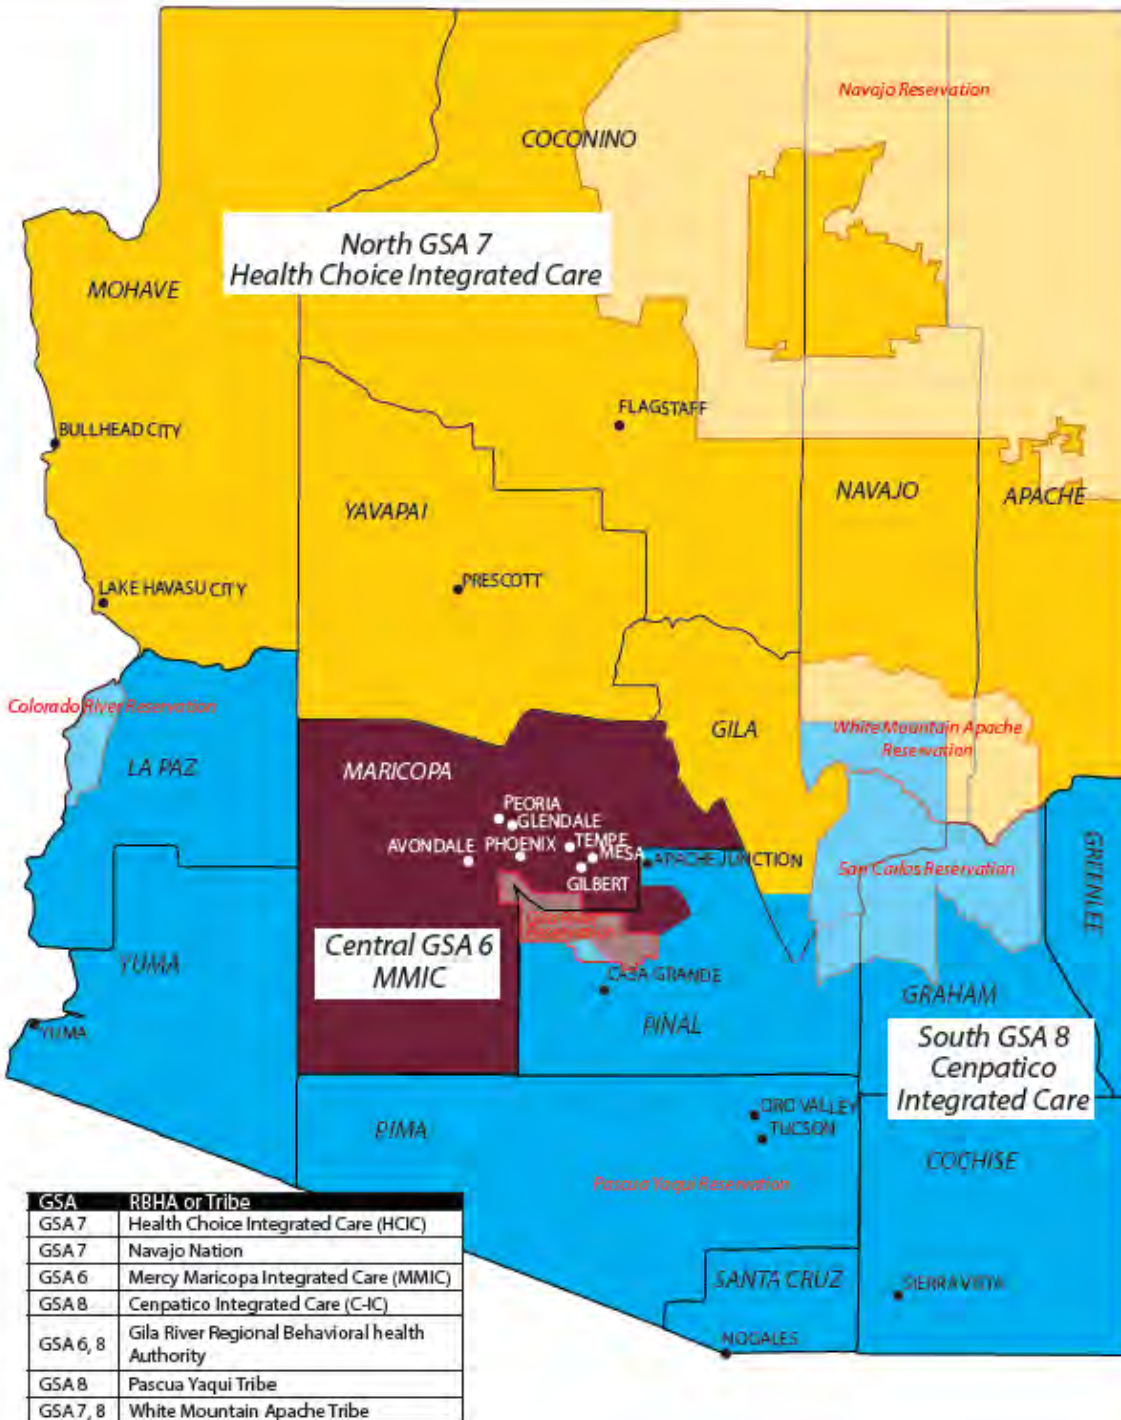 Navajo Reservation
COCONINO
North GSA 7
Health Choice Integrated Care
MOHAVE
FLAGSTAFF
BULLHEAD CITY
NAVAJO
APACHE
YAVAPAI
PRESCOTT
LAKE HAVASU CITY
Colorado River Reservation
White Mountain Apache
Reservation
GILA
LA PAZ
MARICOPA
PEORIA
GLENDALE
AVONDALE
PHOENIX
TEMPE
MESA
APACHE JUNCTION
GILBERT
San Carlos Reservation
GREENLEE
Gila River
Reservation
Central GSA 6
MMIC
YUMA
CASA GRANDE
GRAHAM
PINAL
YUMA
South GSA 8
Cenpatico
Integrated Care
ORO VALLEY
TUCSON
PIMA
COCHISE
Pascua Yaqui Reservation
SANTA CRUZ
SIERRA VISTA
NOGALES
GSA RBHA or Tribe
GSA 7 Health Choice Integrated Care (HCIC)
GSA 7 Navajo Nation
GSA 6 Mercy Maricopa Integrated Care (MMIC)
GSA 8 Cenpatico Integrated Care (C-IC)
GSA 6, 8 Gila River Regional Behavioral health
Authority
GSA 8 Pascua Yaqui Tribe
GSA 7, 8 White Mountain Apache Tribe